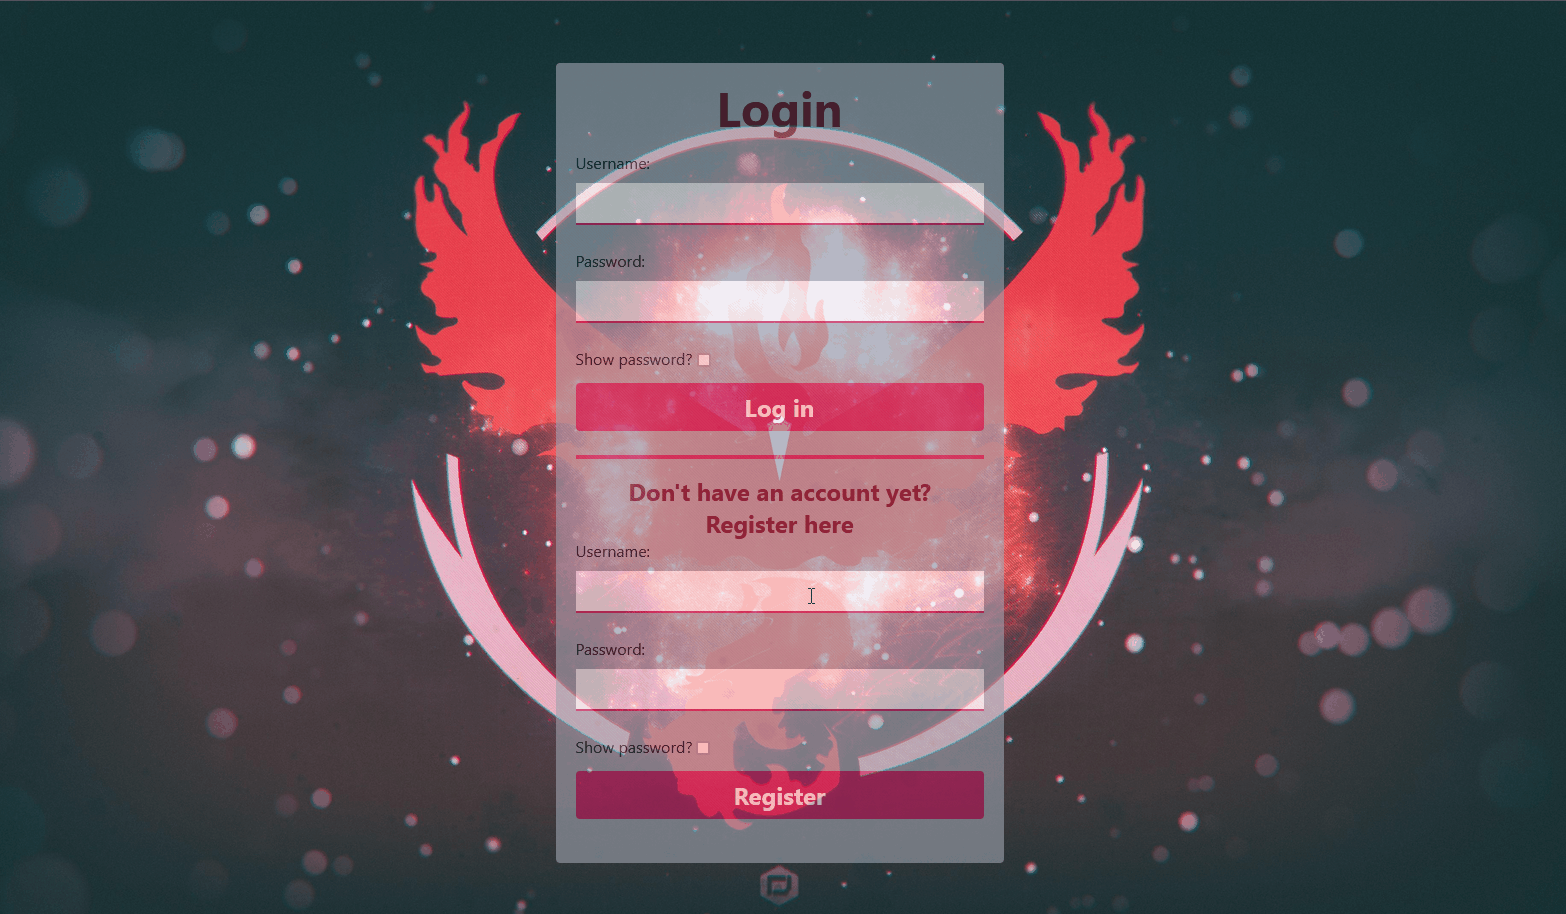 Login
Username:
Password:
Show password?
Log in
Don't have an account yet?
Register here
Username:
Password:
Show password?
Register